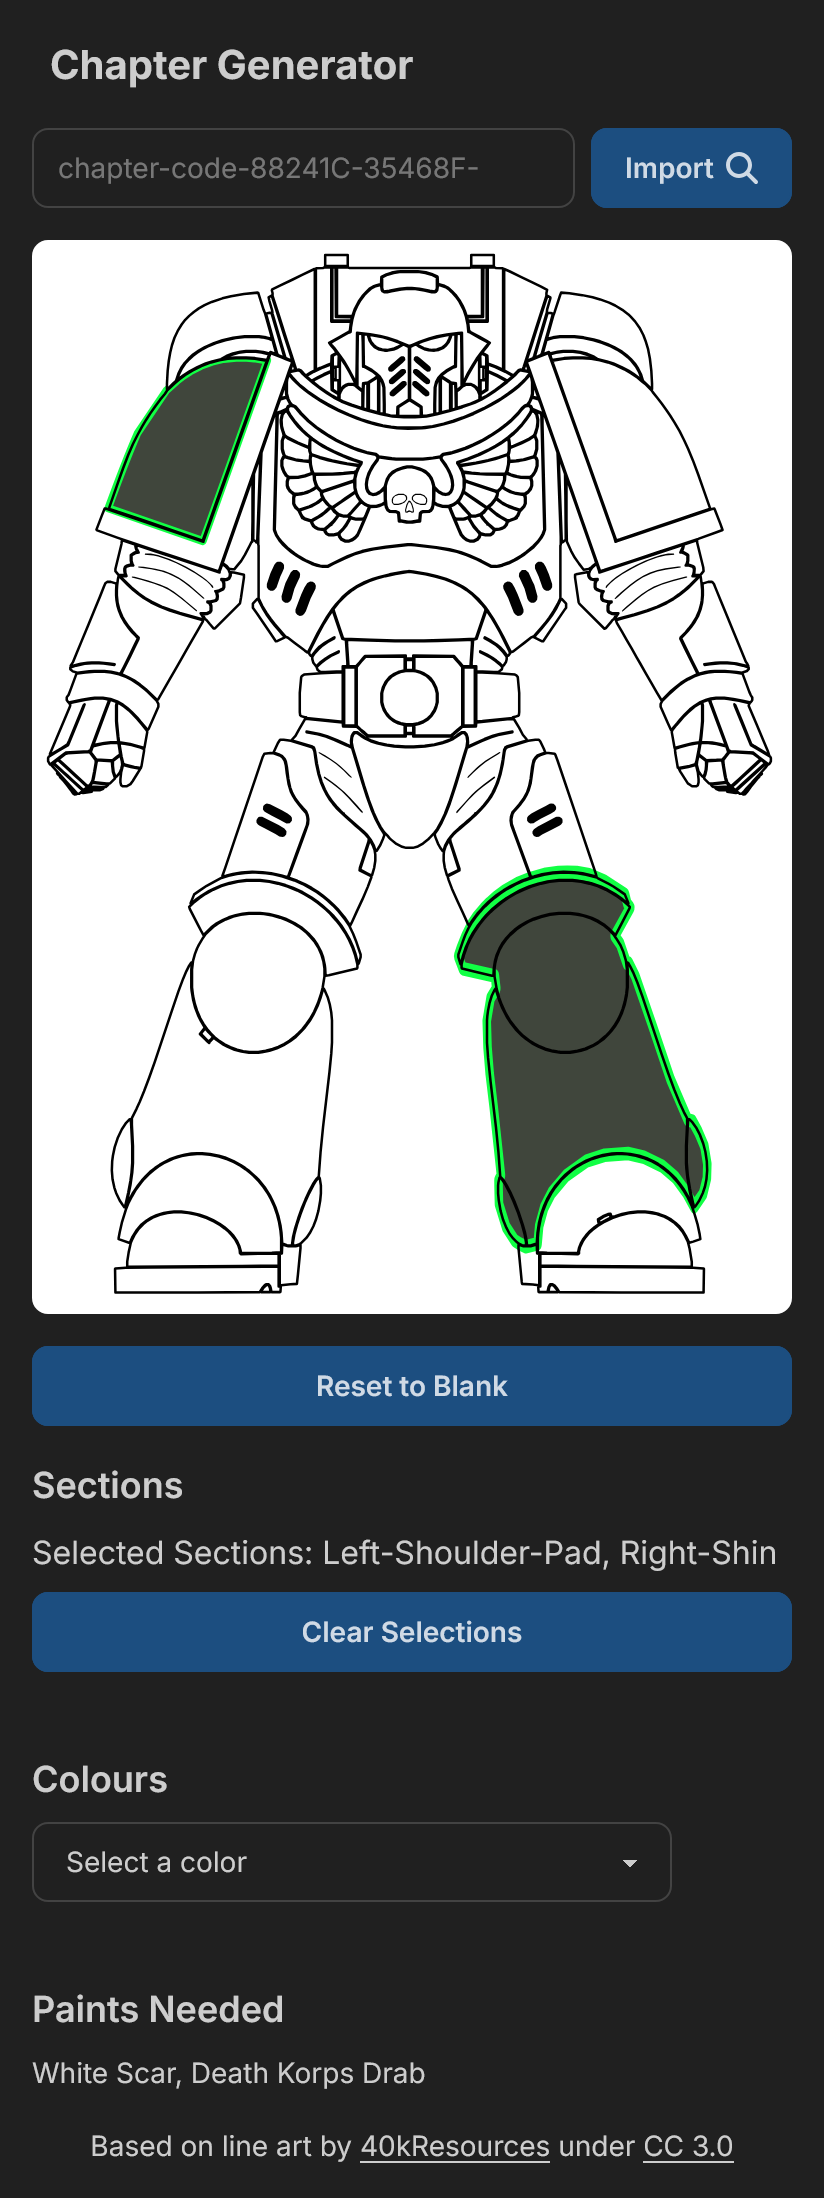 Chapter Generator
chapter-code-88241C-35468F-
Import
Reset to Blank
Sections
Selected Sections: Left-Shoulder-Pad, Right-Shin
Clear Selections
Colours
Select a color
Paints Needed
White Scar, Death Korps Drab
Based on line art by 40kResources under CC 3.0